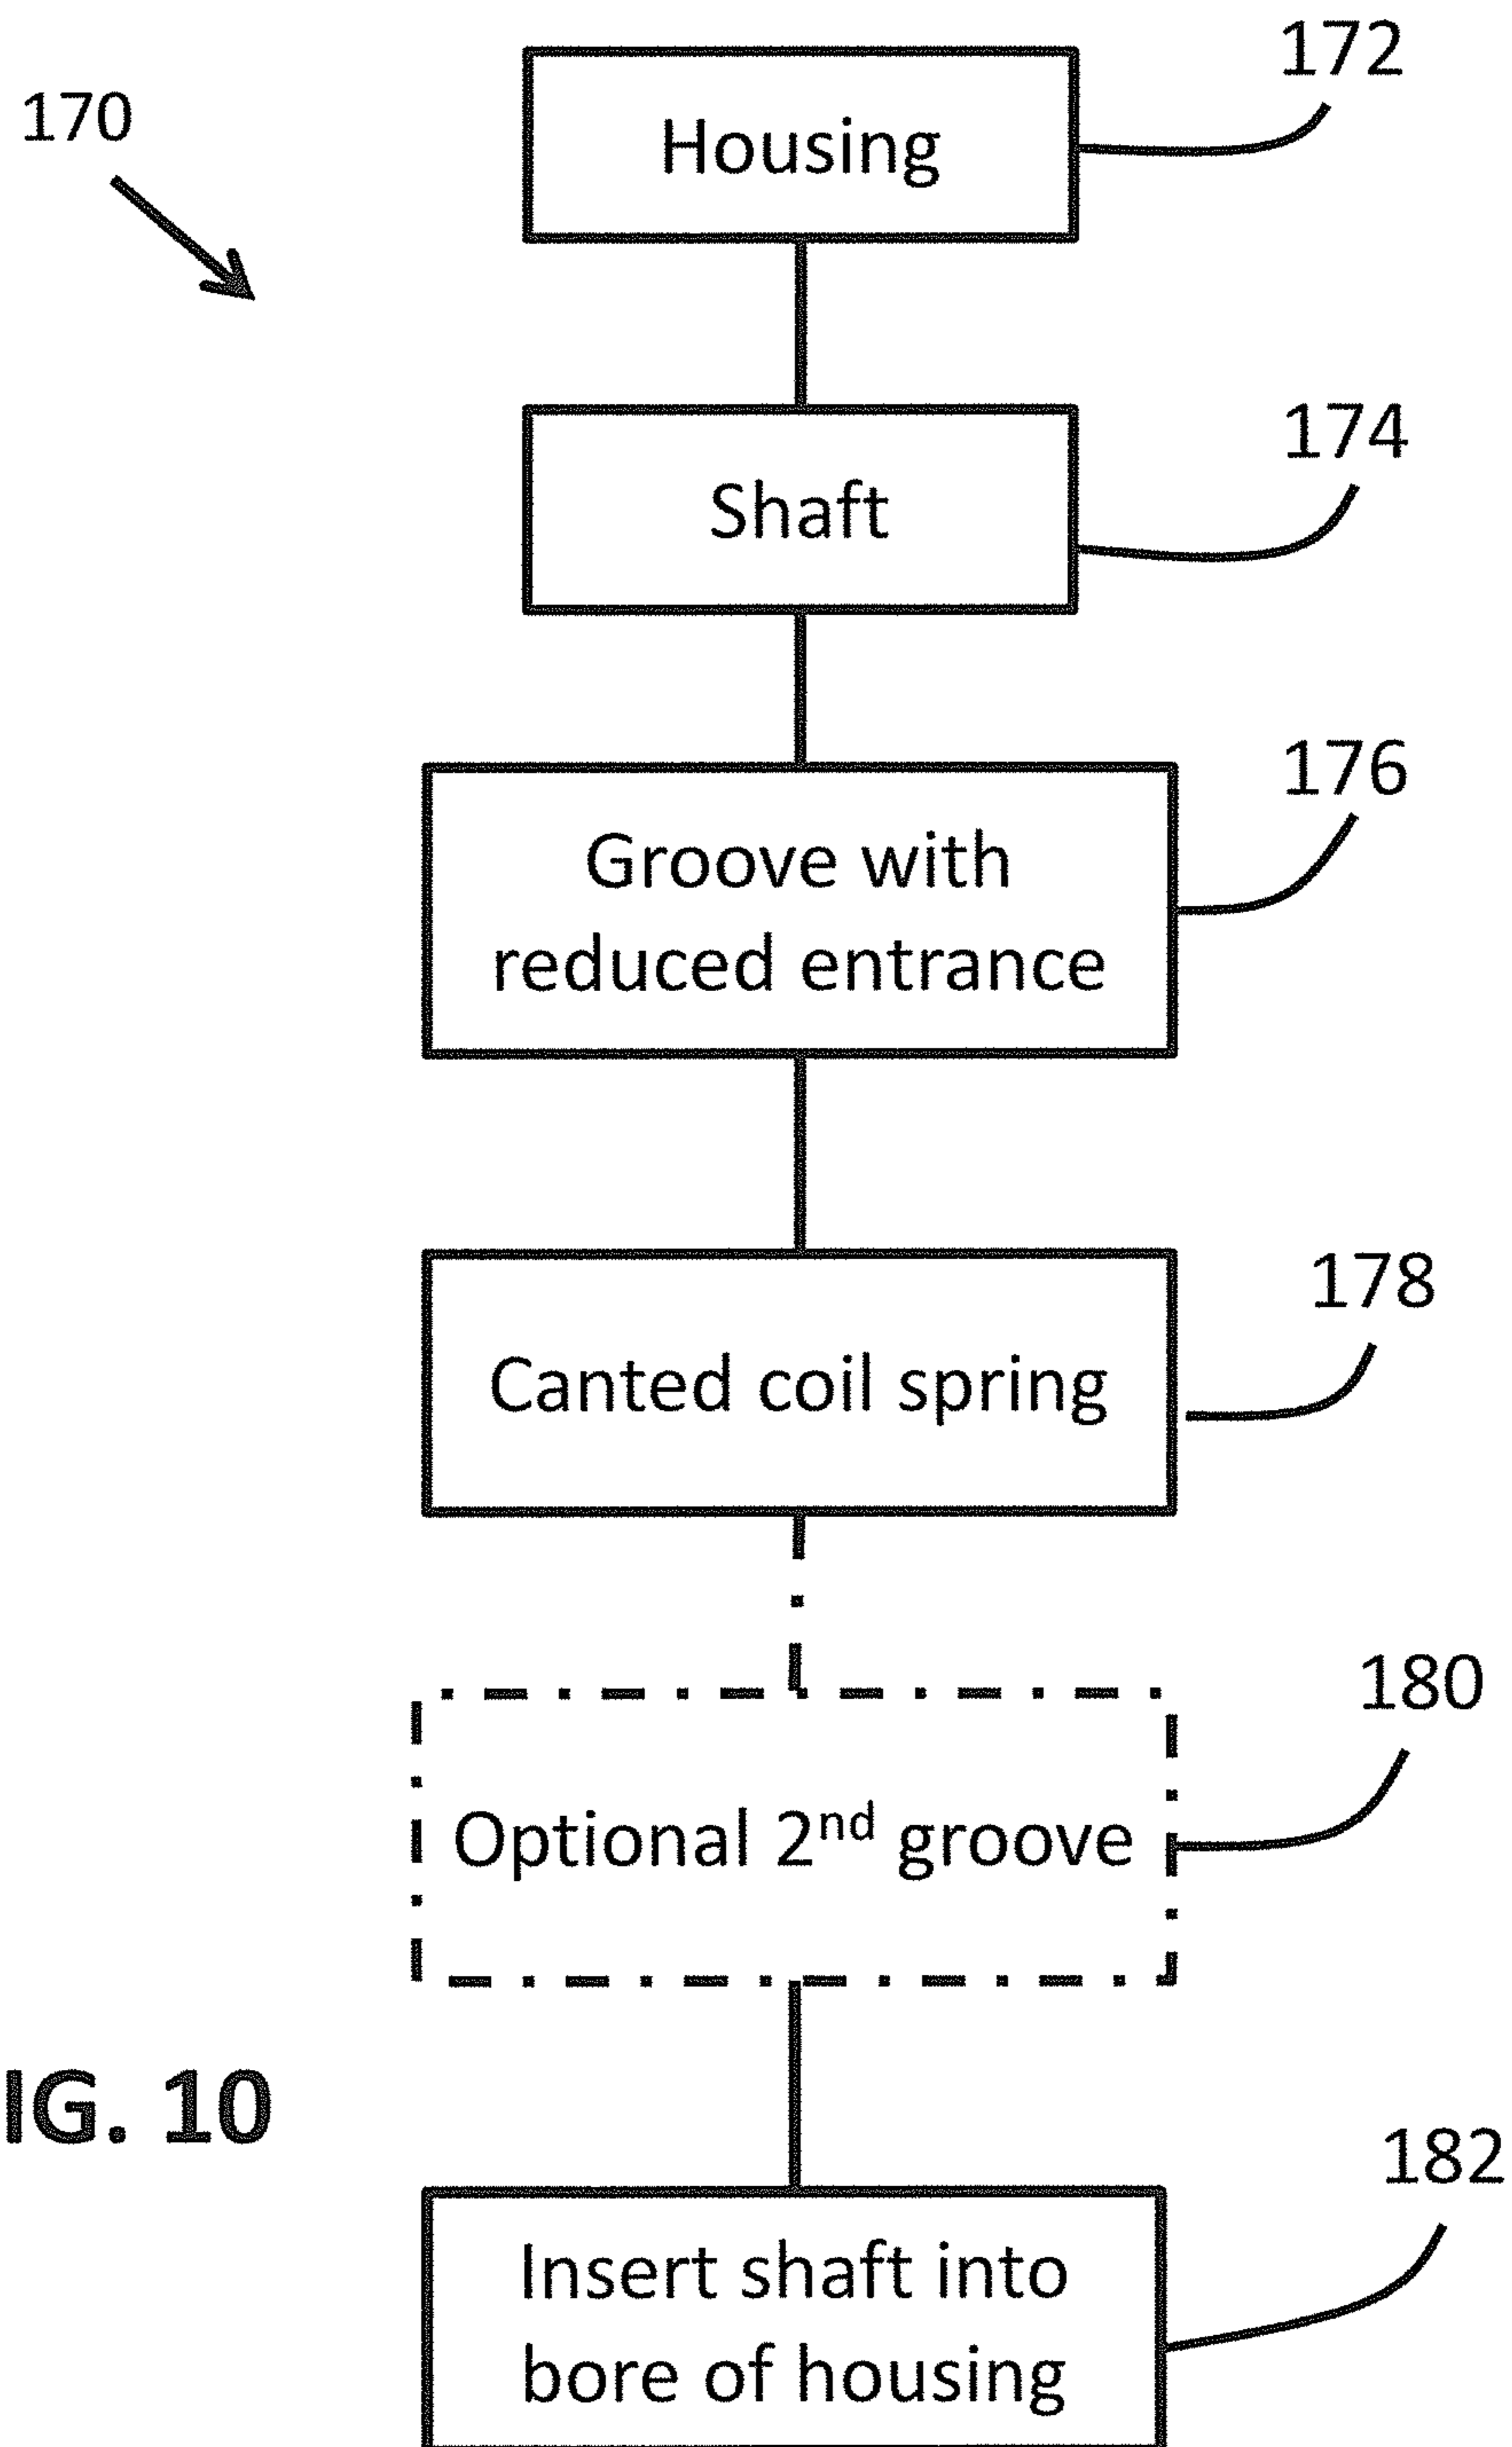 172
170
Housing
174
Shaft
176
Groove with
reduced entrance
178
Canted coil spring
180
Optional 2nd groove
IG. 10
182
Insert shaft into
bore of housing